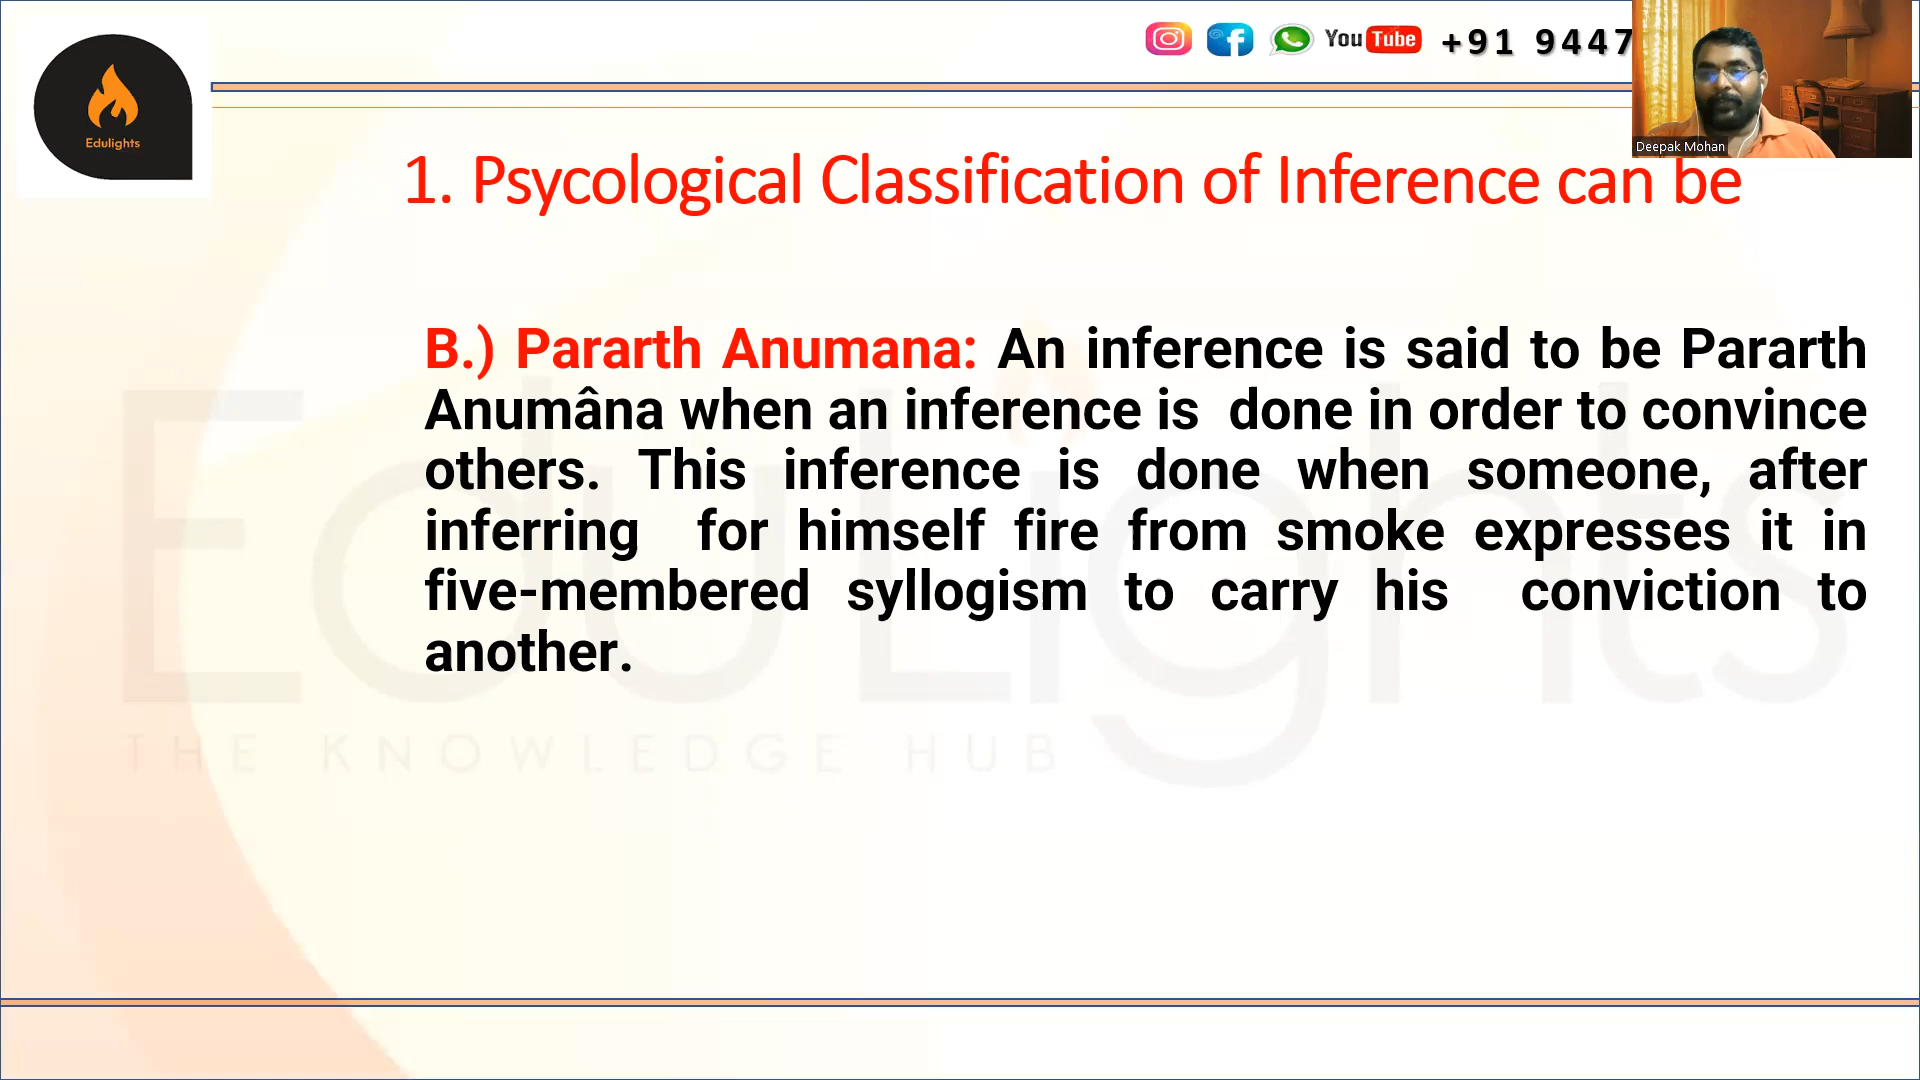 You Tube +91 9447
Edulights
Deepak Mohan
1. Psycological Classification of Inference can be
B.) Pararth Anumana: An inference is said to be Pararth
Anumâna when an inference is done in order to convince
others. This inference is done when someone, after
inferring for himself fire from smoke expresses it in
five-membered syllogism to carry his conviction to
another.
EduLights
THE KNOWLEDGE HUB